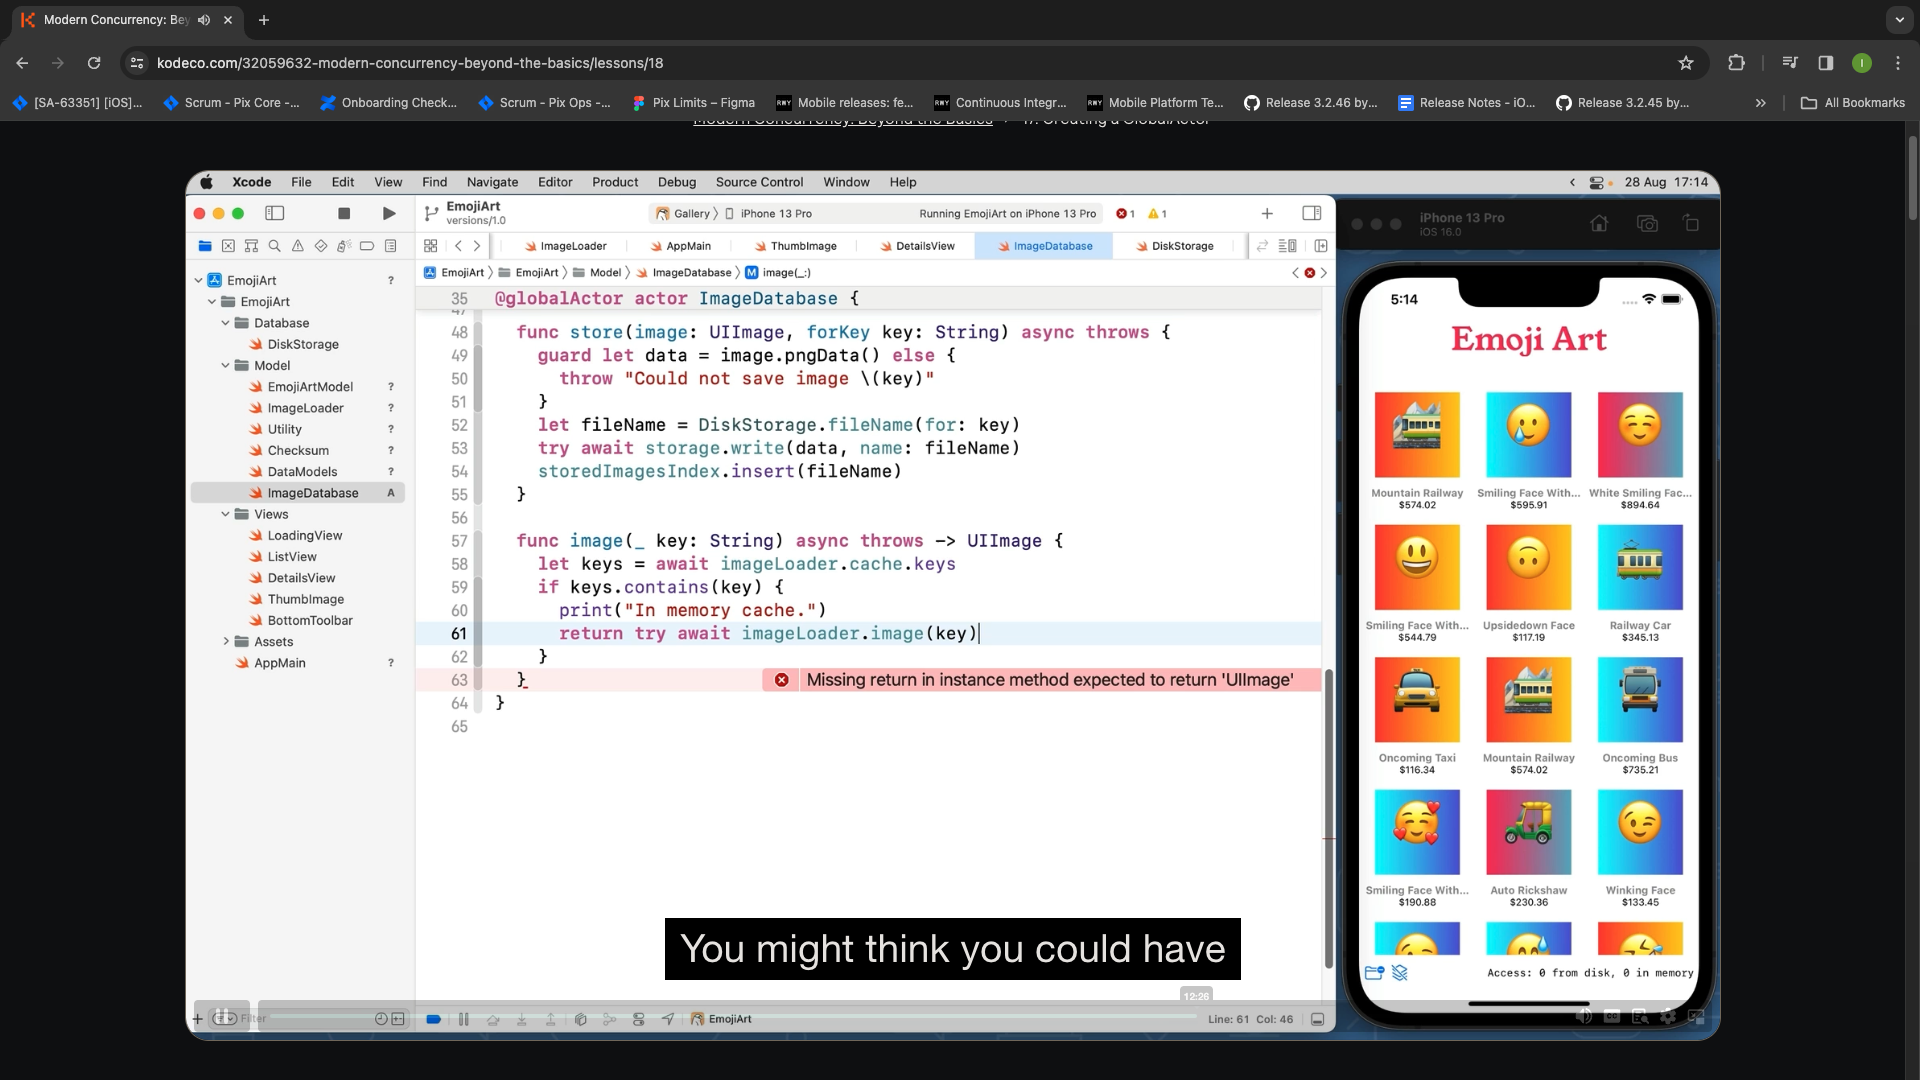 Modern Concurrency: Bey
kodeco.com/32059632-modern-concurrency-beyond-the-basics/lessons/18
I
[SA-63351] [iOS]...
Scrum - Pix Core -...
Onboarding Check...
Scrum - Pix Ops -...
Pix Limits – Figma
RWY Mobile releases: fe...
RWY Continuous Integr...
RWY Mobile Platform Te...
Release 3.2.46 by...
Release Notes - iO...
Release 3.2.45 by...
All Bookmarks
Modern Concurrency: Beyond the Basics
17. Creating a GlobalActor
Xcode File Edit View Find Navigate Editor Product Debug Source Control Window Help
28 Aug 17:14
EmojiArt
versions/1.0
Gallery
iPhone 13 Pro
Running EmojiArt on iPhone 13 Pro
1
1
ImageLoader
AppMain
ThumbImage
DetailsView
ImageDatabase
DiskStorage
EmojiArt
EmojiArt
Model
ImageDatabase
M image(_:)
EmojiArt ?
EmojiArt
Database
DiskStorage
Model
EmojiArtModel ?
ImageLoader ?
Utility ?
Checksum ?
DataModels ?
ImageDatabase A
Views
LoadingView
ListView
DetailsView
ThumbImage
BottomToolbar
Assets
AppMain ?
Filter
35 @globalActor actor ImageDatabase {
47
48 func store(image: UIImage, forKey key: String) async throws {
49 guard let data = image.pngData() else {
50 throw "Could not save image \(key)"
51 }
52 let fileName = DiskStorage.fileName(for: key)
53 try await storage.write(data, name: fileName)
54 storedImagesIndex.insert(fileName)
55 }
56
57 func image(_ key: String) async throws -> UIImage {
58 let keys = await imageLoader.cache.keys
59 if keys.contains(key) {
60 print("In memory cache.")
61 return try await imageLoader.image(key)
62 }
63 } Missing return in instance method expected to return 'UIImage'
64 }
65
You might think you could have
12:26
EmojiArt
Line: 61 Col: 46
iPhone 13 Pro
iOS 16.0
5:14
Emoji Art
Mountain Railway
$574.02
Smiling Face With...
$595.91
White Smiling Fac...
$894.64
Smiling Face With...
$544.79
Upsidedown Face
$117.19
Railway Car
$345.13
Oncoming Taxi
$116.34
Mountain Railway
$574.02
Oncoming Bus
$735.21
Smiling Face With...
$190.88
Auto Rickshaw
$230.36
Winking Face
$133.45
Access: 0 from disk, 0 in memory
CC